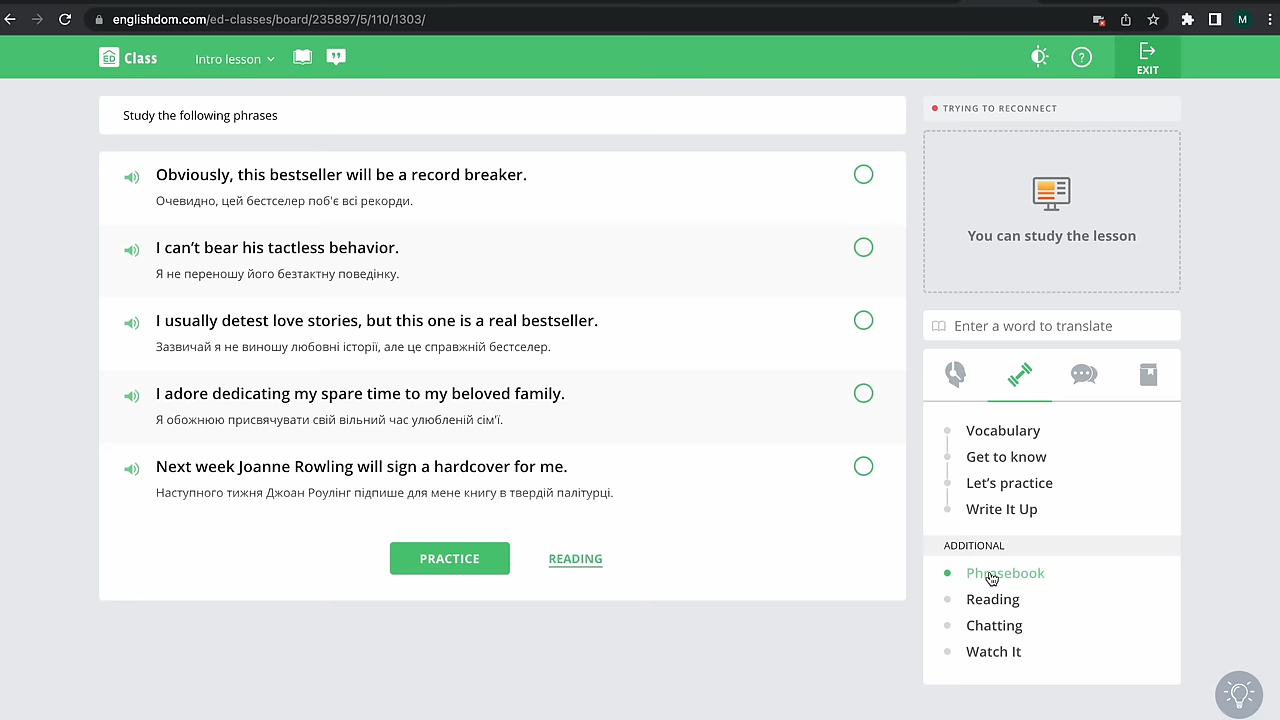 englishdom.com/ed-classes/board/235897/5/110/1303/
M
ED Class
Intro lesson
?
EXIT
Study the following phrases
TRYING TO RECONNECT
You can study the lesson
Obviously, this bestseller will be a record breaker.
Очевидно, цей бестселер поб'є всі рекорди.
I can’t bear his tactless behavior.
Я не переношу його безтактну поведінку.
I usually detest love stories, but this one is a real bestseller.
Зазвичай я не виношу любовні історії, але це справжній бестселер.
I adore dedicating my spare time to my beloved family.
Я обожнюю присвячувати свій вільний час улюбленій сім'ї.
Next week Joanne Rowling will sign a hardcover for me.
Наступного тижня Джоан Роулінг підпише для мене книгу в твердій палітурці.
PRACTICE
READING
Enter a word to translate
Vocabulary
Get to know
Let’s practice
Write It Up
ADDITIONAL
Phrasebook
Reading
Chatting
Watch It